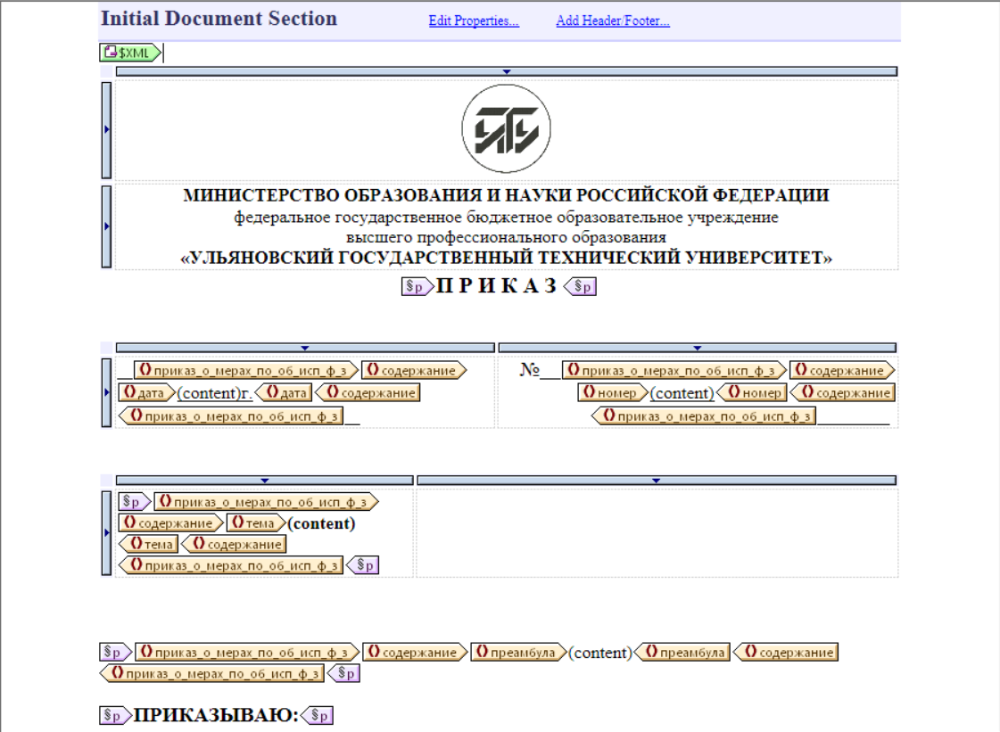 Initial Document Section Edit Properties... Add Header/Footer...
$XML
МИНИСТЕРСТВО ОБРАЗОВАНИЯ И НАУКИ РОССИЙСКОЙ ФЕДЕРАЦИИ
федеральное государственное бюджетное образовательное учреждение
высшего профессионального образования
«УЛЬЯНОВСКИЙ ГОСУДАРСТВЕННЫЙ ТЕХНИЧЕСКИЙ УНИВЕРСИТЕТ»
§p П Р И К А З §p
__ () приказ_о_мерах_по_об_исп_ф_з () содержание
() дата (content)г. () дата () содержание
() приказ_о_мерах_по_об_исп_ф_з __
№__ () приказ_о_мерах_по_об_исп_ф_з () содержание
() номер (content) () номер () содержание
() приказ_о_мерах_по_об_исп_ф_з ________
§p () приказ_о_мерах_по_об_исп_ф_з
() содержание () тема (content)
() тема () содержание
() приказ_о_мерах_по_об_исп_ф_з §p
§p () приказ_о_мерах_по_об_исп_ф_з () содержание () преамбула (content) () преамбула () содержание
() приказ_о_мерах_по_об_исп_ф_з §p
§p ПРИКАЗЫВАЮ: §p